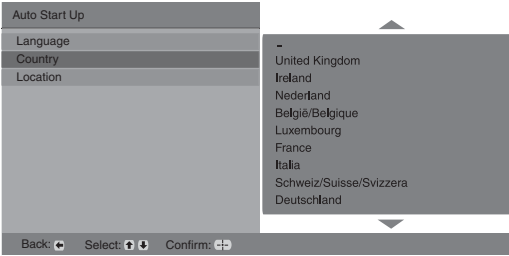 Auto Start Up
Language
Country
Location
-
United Kingdom
Ireland
Nederland
België/Belgique
Luxembourg
France
Italia
Schweiz/Suisse/Svizzera
Deutschland
Back: Select: Confirm: